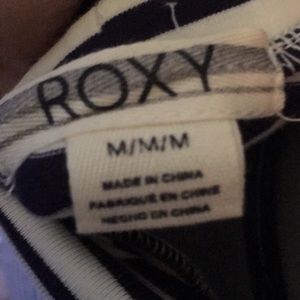 ROXY
M/M/M
MADE IN CHINA
FABRIQUÉ EN CHINE
HECHO EN CHINA